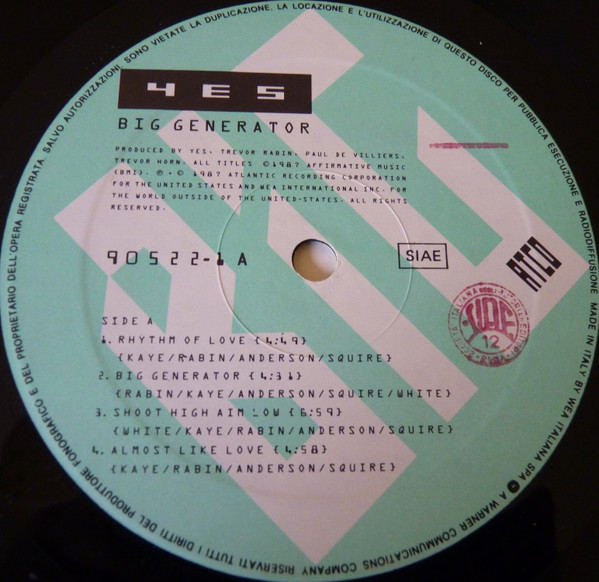 YES
BIG GENERATOR
PRODUCED BY YES, TREVOR RABIN, PAUL DE VILLIERS,
TREVOR HORN. ALL TITLES ©1987 AFFIRMATIVE MUSIC
(BMI). ℗.© 1987 ATLANTIC RECORDING CORPORATION
FOR THE UNITED STATES AND WEA INTERNATIONAL INC. FOR
THE WORLD OUTSIDE OF THE UNITED STATES. ALL RIGHTS
RESERVED.
90522-1 A
SIAE
ATCO
12
SIDE A
1. RHYTHM OF LOVE {4:49}
{KAYE/RABIN/ANDERSON/SQUIRE}
2. BIG GENERATOR {4:31}
{RABIN/KAYE/ANDERSON/SQUIRE/WHITE}
3. SHOOT HIGH AIM LOW {6:59}
{WHITE/KAYE/RABIN/ANDERSON/SQUIRE}
4. ALMOST LIKE LOVE {4:58}
{KAYE/RABIN/ANDERSON/SQUIRE}
TUTTI I DIRITTI DEL PRODUTTORE FONOGRAFICO E DEL PROPRIETARIO DELL'OPERA REGISTRATA RISERVATI. SALVO AUTORIZZAZIONI, SONO VIETATE LA DUPLICAZIONE, LA LOCAZIONE E L'UTILIZZAZIONE DI QUESTO DISCO PER PUBBLICA ESECUZIONE E RADIODIFFUSIONE MADE IN ITALY BY WEA ITALIANA SPA A WARNER COMMUNICATIONS COMPANY